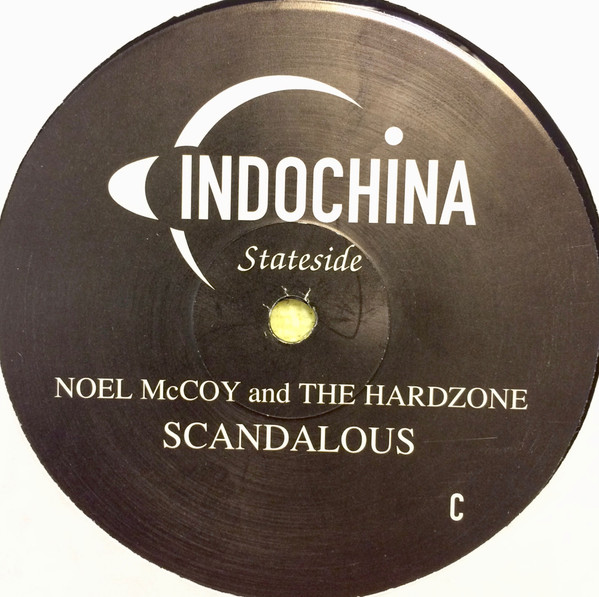 INDOCHiNA
Stateside
NOEL McCOY and THE HARDZONE
SCANDALOUS
C